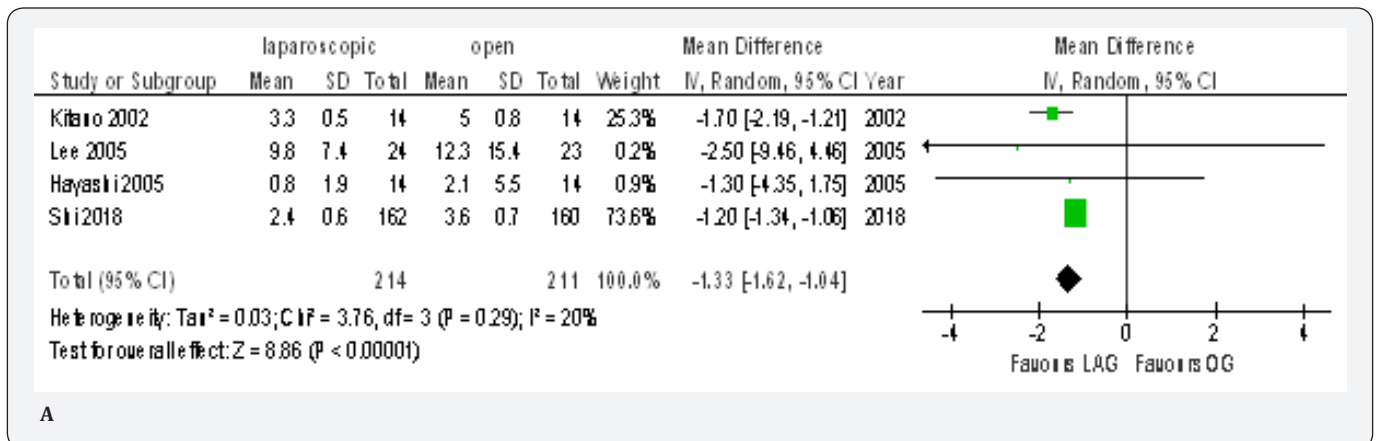 laparoscopic open Mean Difference Mean Difference
Study or Subgroup Mean SD Total Mean SD Total Weight IV, Random, 95% CI Year IV, Random, 95% CI
Kitano 2002 3.3 0.5 14 5 0.8 14 25.3% -1.70 [-2.19, -1.21] 2002
Lee 2005 9.8 7.4 24 12.3 15.4 23 0.2% -2.50 [-9.46, 4.46] 2005
Hayashi 2005 0.8 1.9 14 2.1 5.5 14 0.9% -1.30 [-4.35, 1.75] 2005
Shi 2018 2.4 0.6 162 3.6 0.7 160 73.6% -1.20 [-1.34, -1.06] 2018
Total (95% CI) 214 211 100.0% -1.33 [-1.62, -1.04]
Heterogeneity: Tau² = 0.03; Chi² = 3.76, df = 3 (P = 0.29); I² = 20%
Test for overall effect: Z = 8.86 (P < 0.00001)
-4 -2 0 2 4
Favours LAG Favours OG
A